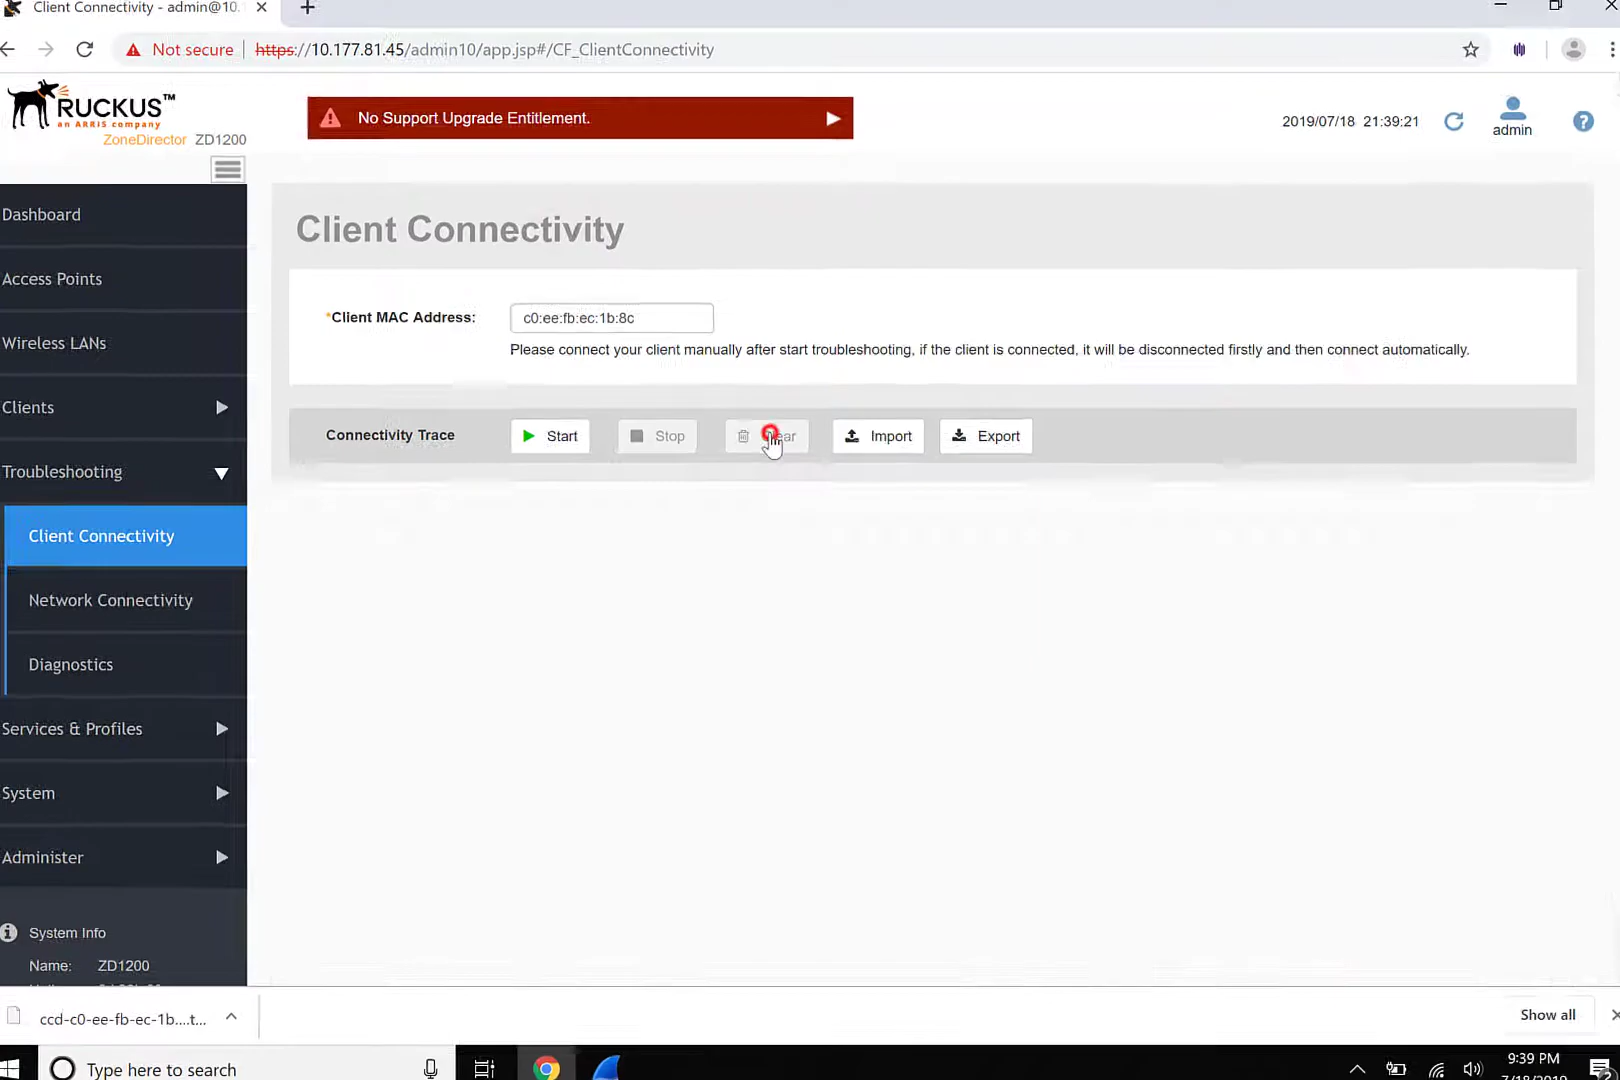 Client Connectivity - admin@10.
Not secure https://10.177.81.45/admin10/app.jsp#/CF_ClientConnectivity
RUCKUS™
an ARRIS company
ZoneDirector ZD1200
No Support Upgrade Entitlement.
2019/07/18 21:39:21
admin
Dashboard
Access Points
Wireless LANs
Clients
Troubleshooting
Client Connectivity
Network Connectivity
Diagnostics
Services & Profiles
System
Administer
System Info
Name: ZD1200
Client Connectivity
*Client MAC Address: c0:ee:fb:ec:1b:8c
Please connect your client manually after start troubleshooting, if the client is connected, it will be disconnected firstly and then connect automatically.
Connectivity Trace Start Stop Clear Import Export
ccd-c0-ee-fb-ec-1b....t...
Show all
Type here to search
9:39 PM
7/18/2019